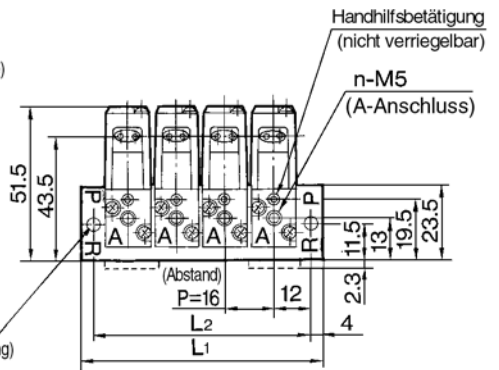 Handhilfsbetätigung
(nicht verriegelbar)
)
n-M5
(A-Anschluss)
51.5
43.5
P
P
R
A
A
A
A
R
11.5
13
19.5
23.5
2.3
(Abstand)
P=16
12
L2
4
L1
g)